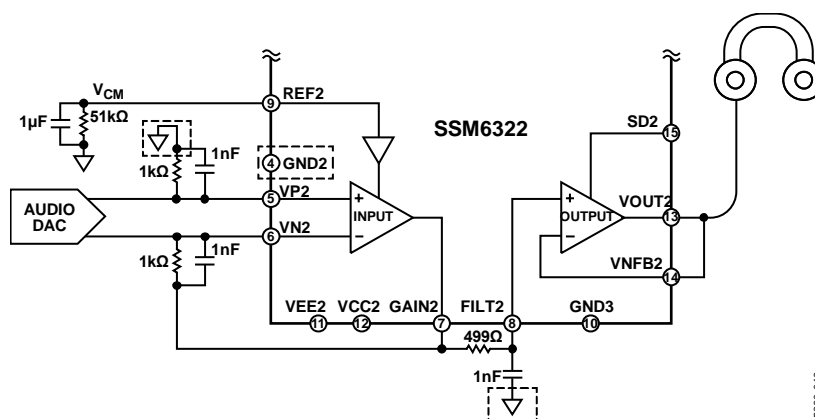 VCM
REF2
1µF
51kΩ
9
SSM6322
SD2
15
1nF
4
GND2
1kΩ
AUDIO
DAC
5
VP2
+
INPUT
−
6
VN2
+
OUTPUT
−
VOUT2
13
1kΩ
1nF
VNFB2
14
VEE2
VCC2
GAIN2
FILT2
GND3
11
12
7
8
10
499Ω
1nF